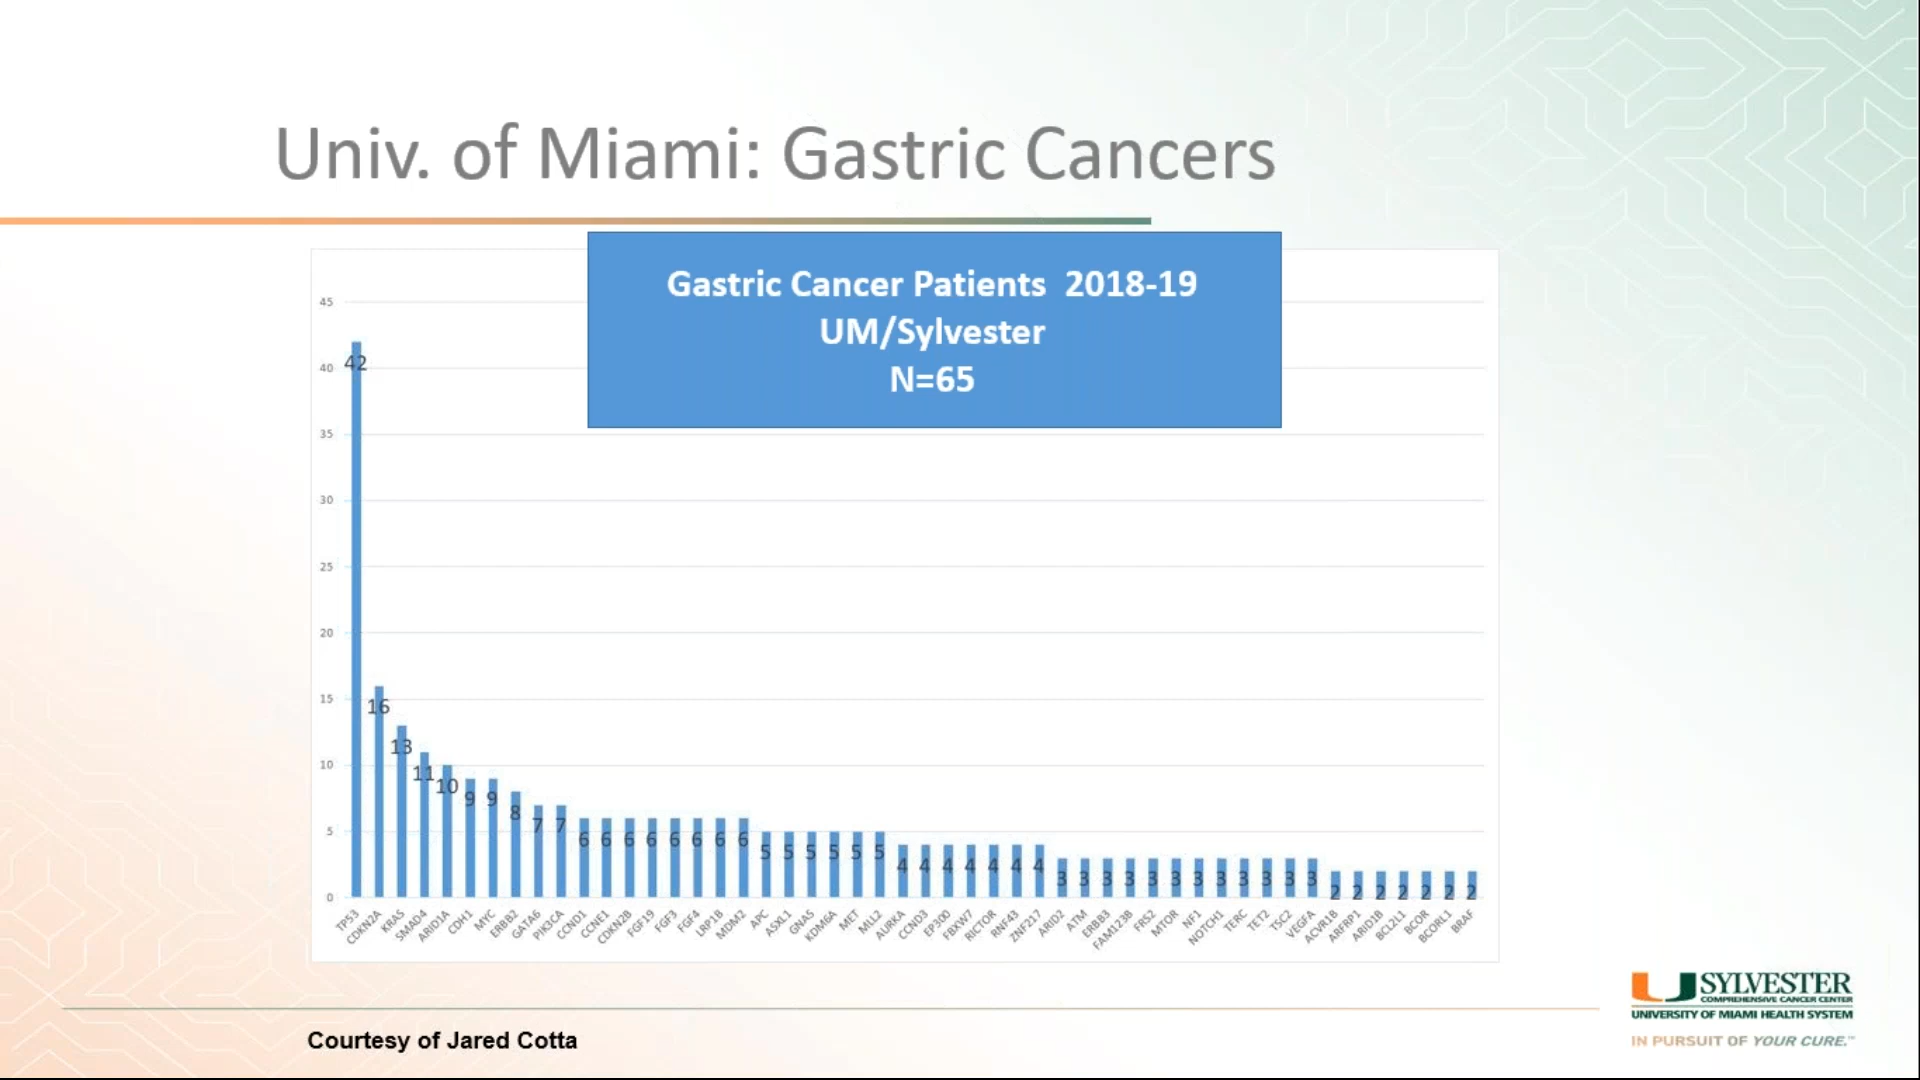 Univ. of Miami: Gastric Cancers
Gastric Cancer Patients 2018-19
UM/Sylvester
N=65
45
40
35
30
25
20
15
10
5
0
42 16 13 11 10 9 9 8 7 7 6 6 6 6 6 6 6 6 5 5 5 5 5 5 4 4 4 4 4 4 4 3 3 3 3 3 3 3 3 3 3 3 3 2 2 2 2 2 2 2
TP53 CDKN2A KRAS SMAD4 ARID1A CDH1 MYC ERBB2 GATA6 PIK3CA CCND1 CCNE1 CDKN2B FGF19 FGF3 FGF4 LRP1B MDM2 APC ASXL1 GNAS KDM6A MET MLL2 AURKA CCND3 EP300 FBXW7 RICTOR RNF43 ZNF217 ARID2 ATM ERBB3 FAM123B FRS2 MTOR NF1 NOTCH1 TERC TET2 TSC2 VEGFA ACVR1B ARFRP1 ARID1B BCL2L1 BCOR BCORL1 BRAF
SYLVESTER
COMPREHENSIVE CANCER CENTER
UNIVERSITY OF MIAMI HEALTH SYSTEM
IN PURSUIT OF YOUR CURE.™
Courtesy of Jared Cotta